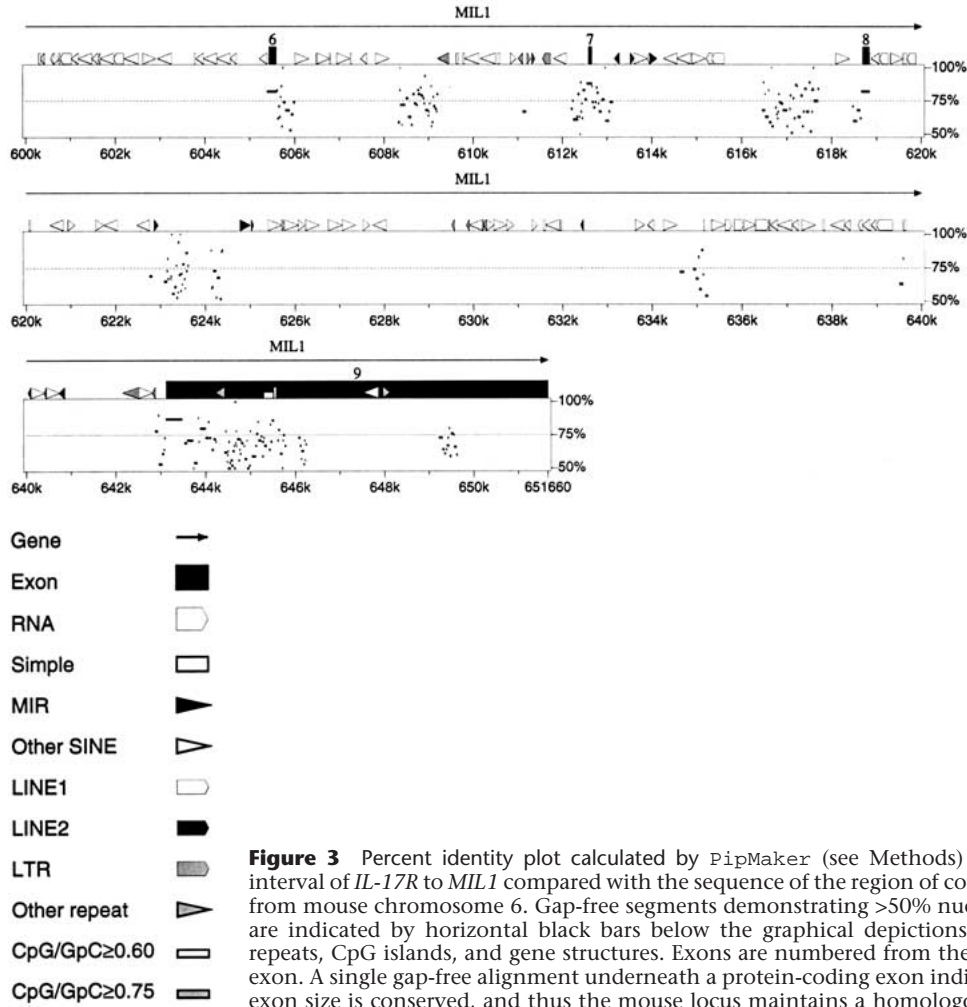 MIL1
6 7 8
100%
75%
50%
600k 602k 604k 606k 608k 610k 612k 614k 616k 618k 620k
MIL1
100%
75%
50%
620k 622k 624k 626k 628k 630k 632k 634k 636k 638k 640k
MIL1
9
100%
75%
50%
640k 642k 644k 646k 648k 650k 651660
Gene
Exon
RNA
Simple
MIR
Other SINE
LINE1
LINE2
LTR
Other repeat
CpG/GpC≥0.60
CpG/GpC≥0.75
Figure 3 Percent identity plot calculated by PipMaker (see Methods)
interval of IL-17R to MIL1 compared with the sequence of the region of co
from mouse chromosome 6. Gap-free segments demonstrating >50% nuc
are indicated by horizontal black bars below the graphical depictions
repeats, CpG islands, and gene structures. Exons are numbered from the
exon. A single gap-free alignment underneath a protein-coding exon indi
exon size is conserved, and thus the mouse locus maintains a homolog